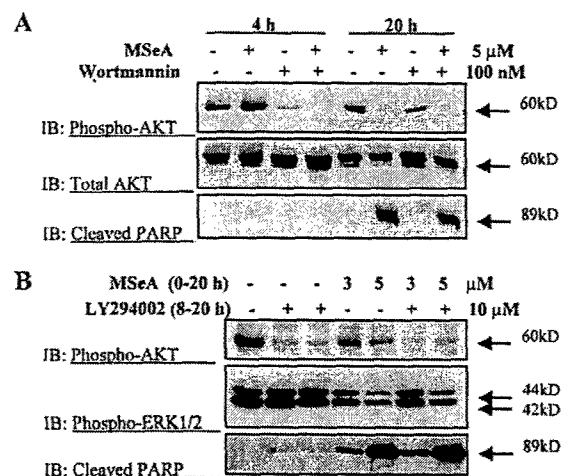 A
4 h 20 h
MSeA - + - + - + - + 5 µM
Wortmannin - - + + - - + + 100 nM
IB: Phospho-AKT 60kD
IB: Total AKT 60kD
IB: Cleaved PARP 89kD
B
MSeA (0-20 h) - - - 3 5 3 5 µM
LY294002 (8-20 h) - + + - - + + 10 µM
IB: Phospho-AKT 60kD
44kD
IB: Phospho-ERK1/2 42kD
IB: Cleaved PARP 89kD